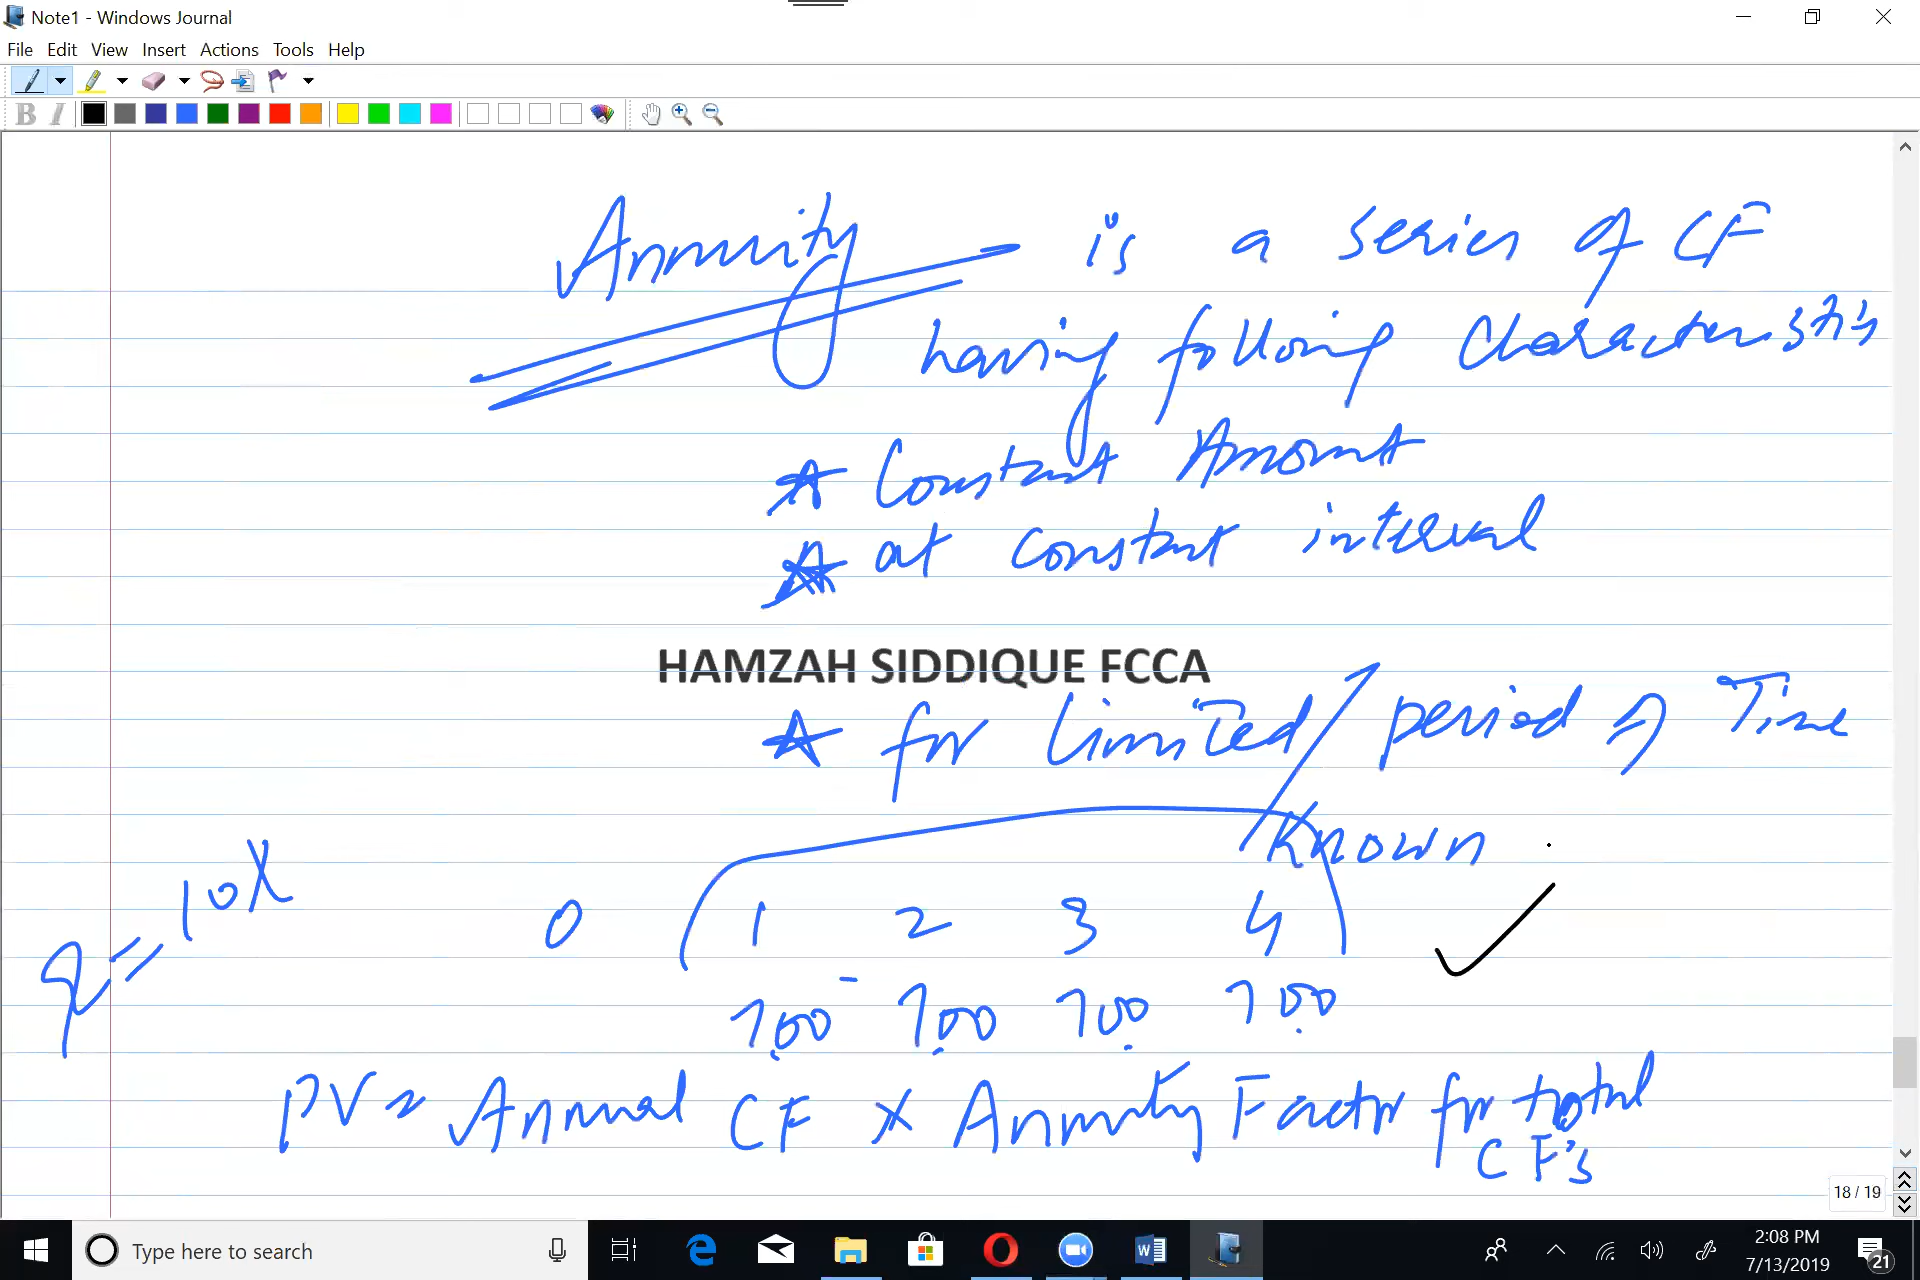 Note1 - Windows Journal
File Edit View Insert Actions Tools Help
B I
Annuity is a series of CF
having following Characteristics
Constant Amount
at constant interval
HAMZAH SIDDIQUE FCCA
for Limited / period of Time
Known
10%
0 1 2 3 4
700 700 700 700
PV = Annual CF x Annuity Factor for total
CF's
18 / 19
Type here to search
2:08 PM
7/13/2019
21